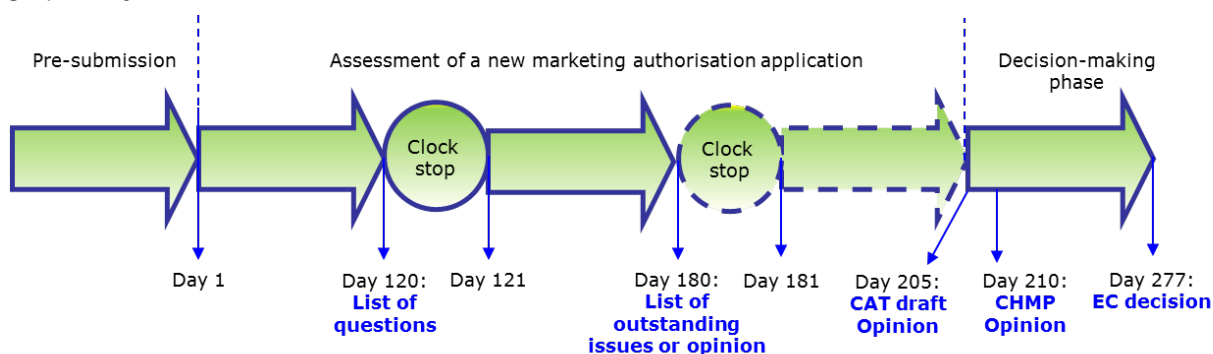 Pre-submission
Assessment of a new marketing authorisation application
Decision-making
phase
Clock
stop
Clock
stop
Day 1
Day 120:
List of
questions
Day 121
Day 180:
List of
outstanding
issues or opinion
Day 181
Day 205:
CAT draft
Opinion
Day 210:
CHMP
Opinion
Day 277:
EC decision